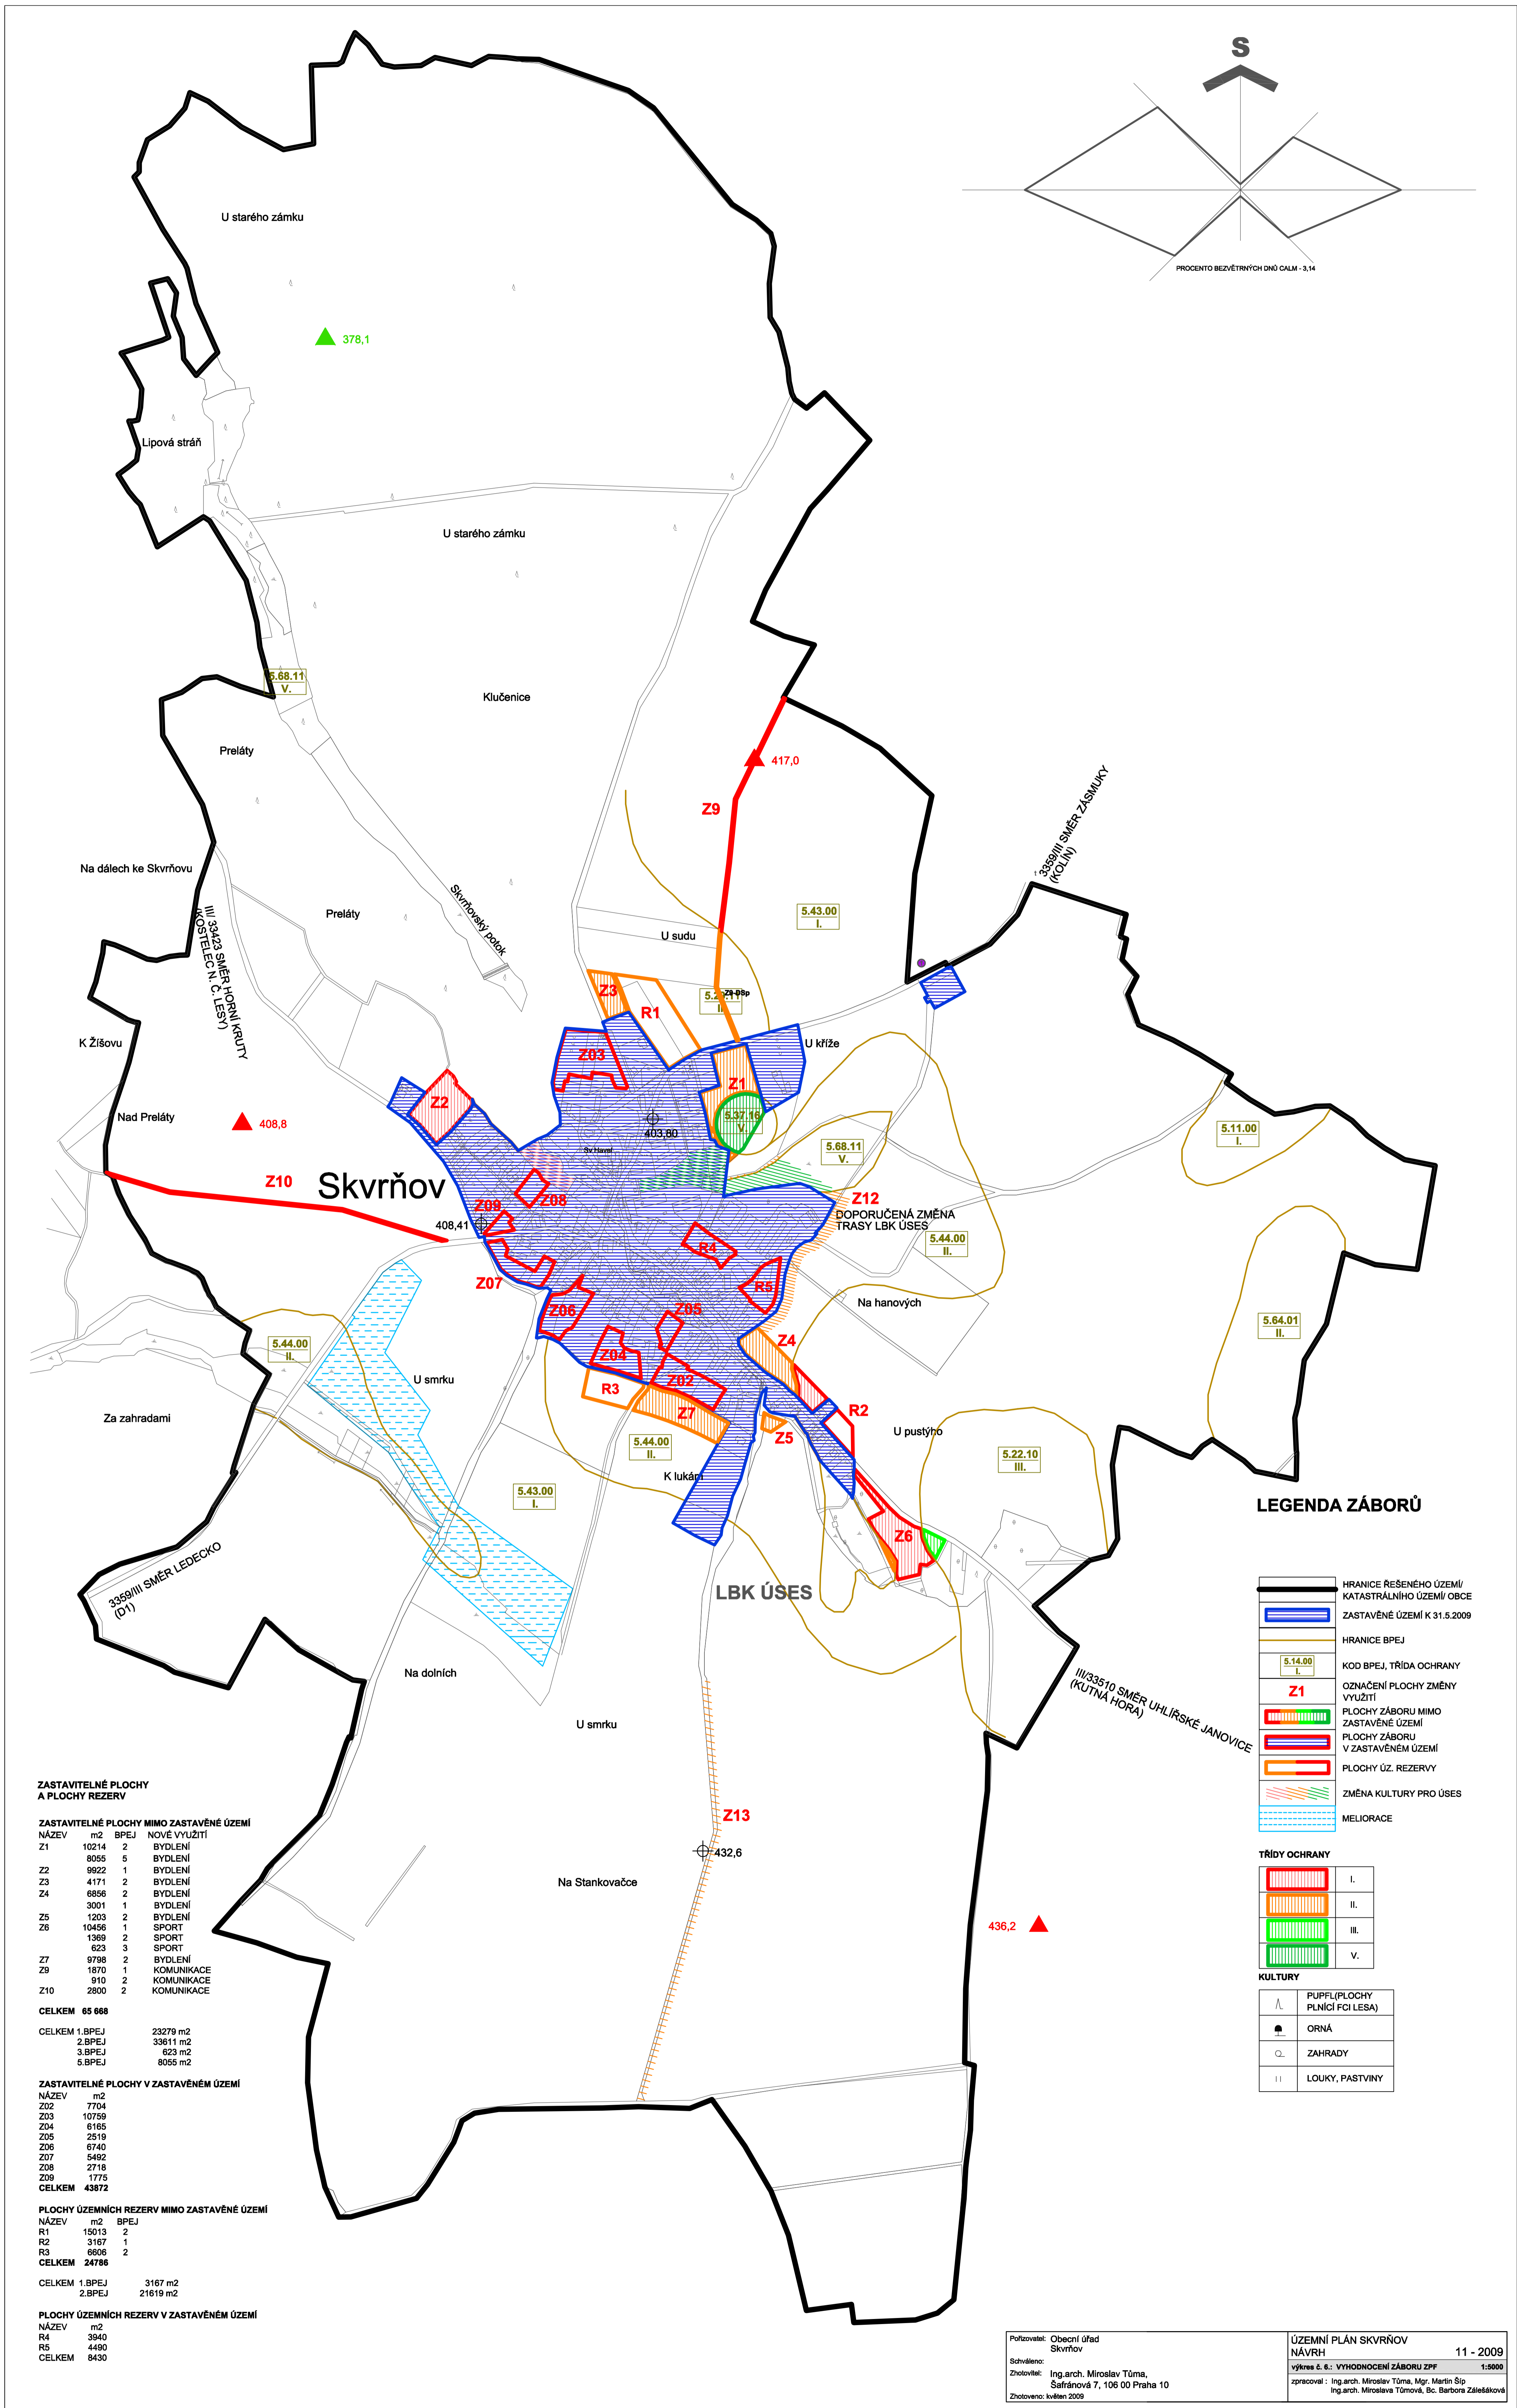 S
PROCENTO BEZVĚTRNÝCH DNŮ CALM - 3,14
U starého zámku
378,1
Lipová stráň
U starého zámku
5.68.11
V.
Klučenice
Preláty
417,0
Z9
3359/III SMĚR ZÁSMUKY
(KOLÍN)
Na dálech ke Skvrňovu
III/ 33423 SMĚR HORNÍ KRUTY
(KOSTELEC N. Č. LESY)
Preláty
Skvrňovský potok
5.43.00
I.
U sudu
Z3
R1
II.
Z9-DSp
K Žíšovu
Z03
U kříže
Z1
Z2
Nad Preláty
408,8
5.37.16
V.
403,80
5.11.00
I.
5.68.11
V.
Sv.Havel
Z10
Skvrňov
Z08
Z09
Z12
DOPORUČENÁ ZMĚNA
TRASY LBK ÚSES
408,41
R4
5.44.00
II.
Z07
R5
Na hanových
Z06
Z05
5.64.01
II.
5.44.00
II.
Z4
Z04
U smrku
Z02
R3
Za zahradami
Z7
R2
Z5
U pustýho
5.44.00
II.
5.22.10
III.
K lukám
5.43.00
I.
Z6
3359/III SMĚR LEDECKO
(D1)
LBK ÚSES
Na dolních
III/33510 SMĚR UHLÍŘSKÉ JANOVICE
(KUTNÁ HORA)
U smrku
Z13
432,6
Na Stankovačce
436,2
LEGENDA ZÁBORŮ
HRANICE ŘEŠENÉHO ÚZEMÍ/
KATASTRÁLNÍHO ÚZEMÍ/ OBCE
ZASTAVĚNÉ ÚZEMÍ K 31.5.2009
HRANICE BPEJ
5.14.00
I.
KOD BPEJ, TŘÍDA OCHRANY
Z1
OZNAČENÍ PLOCHY ZMĚNY
VYUŽITÍ
PLOCHY ZÁBORU MIMO
ZASTAVĚNÉ ÚZEMÍ
PLOCHY ZÁBORU
V ZASTAVĚNÉM ÚZEMÍ
PLOCHY ÚZ. REZERVY
ZMĚNA KULTURY PRO ÚSES
MELIORACE
TŘÍDY OCHRANY
I.
II.
III.
V.
KULTURY
PUPFL(PLOCHY
PLNÍCÍ FCI LESA)
ORNÁ
ZAHRADY
LOUKY, PASTVINY
ZASTAVITELNÉ PLOCHY
A PLOCHY REZERV
ZASTAVITELNÉ PLOCHY MIMO ZASTAVĚNÉ ÚZEMÍ
NÁZEV m2 BPEJ NOVÉ VYUŽITÍ
Z1 10214 2 BYDLENÍ
8055 5 BYDLENÍ
Z2 9922 1 BYDLENÍ
Z3 4171 2 BYDLENÍ
Z4 6856 2 BYDLENÍ
3001 1 BYDLENÍ
Z5 1203 2 BYDLENÍ
Z6 10456 1 SPORT
1369 2 SPORT
623 3 SPORT
Z7 9798 2 BYDLENÍ
Z9 1870 1 KOMUNIKACE
910 2 KOMUNIKACE
Z10 2800 2 KOMUNIKACE
CELKEM 65 668
CELKEM 1.BPEJ 23279 m2
2.BPEJ 33611 m2
3.BPEJ 623 m2
5.BPEJ 8055 m2
ZASTAVITELNÉ PLOCHY V ZASTAVĚNÉM ÚZEMÍ
NÁZEV m2
Z02 7704
Z03 10759
Z04 6165
Z05 2519
Z06 6740
Z07 5492
Z08 2718
Z09 1775
CELKEM 43872
PLOCHY ÚZEMNÍCH REZERV MIMO ZASTAVĚNÉ ÚZEMÍ
NÁZEV m2 BPEJ
R1 15013 2
R2 3167 1
R3 6606 2
CELKEM 24786
CELKEM 1.BPEJ 3167 m2
2.BPEJ 21619 m2
PLOCHY ÚZEMNÍCH REZERV V ZASTAVĚNÉM ÚZEMÍ
NÁZEV m2
R4 3940
R5 4490
CELKEM 8430
Pořizovatel: Obecní úřad
Skvrňov
Schváleno:
Zhotovitel: Ing.arch. Miroslav Tůma,
Šafránová 7, 106 00 Praha 10
Zhotoveno: květen 2009
ÚZEMNÍ PLÁN SKVRŇOV
NÁVRH 11 - 2009
výkres č. 6.: VYHODNOCENÍ ZÁBORU ZPF 1:5000
zpracoval : Ing.arch. Miroslav Tůma, Mgr. Martin Šíp
Ing.arch. Miroslava Tůmová, Bc. Barbora Zálešáková